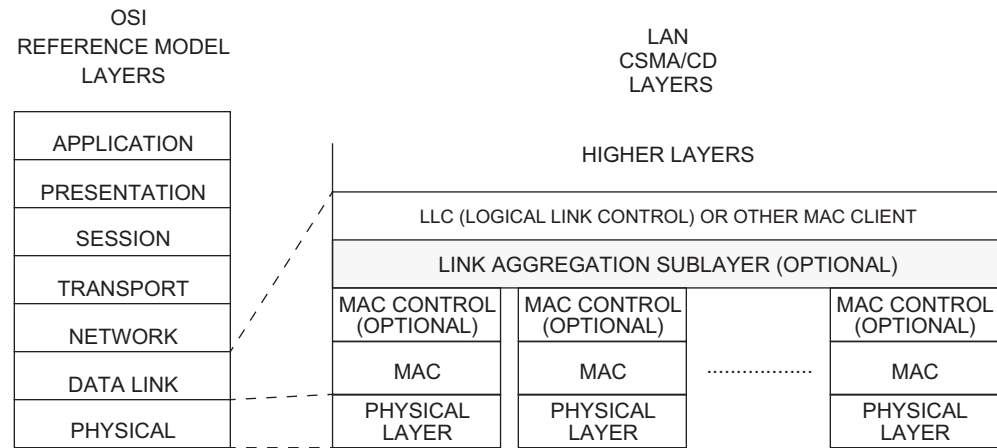 OSI
REFERENCE MODEL
LAYERS
APPLICATION
PRESENTATION
SESSION
TRANSPORT
NETWORK
DATA LINK
PHYSICAL
LAN
CSMA/CD
LAYERS
HIGHER LAYERS
LLC (LOGICAL LINK CONTROL) OR OTHER MAC CLIENT
LINK AGGREGATION SUBLAYER (OPTIONAL)
MAC CONTROL
(OPTIONAL)
MAC
PHYSICAL
LAYER
MAC CONTROL
(OPTIONAL)
MAC
PHYSICAL
LAYER
..................
MAC CONTROL
(OPTIONAL)
MAC
PHYSICAL
LAYER